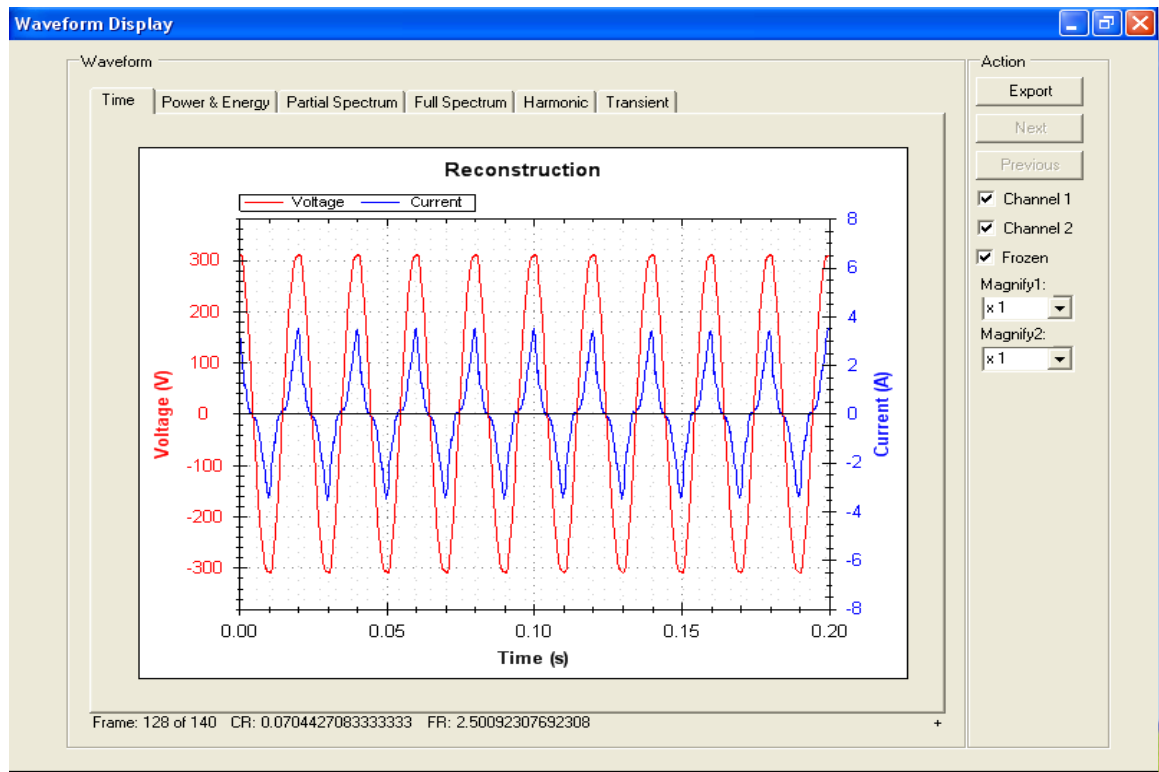 Waveform Display
Waveform
Action
Time Power & Energy Partial Spectrum Full Spectrum Harmonic Transient
Export
Next
Previous
Channel 1
Channel 2
Frozen
Magnify1:
x 1
Magnify2:
x 1
Reconstruction
Voltage Current
300
200
100
0
-100
-200
-300
Voltage (V)
8
6
4
2
0
-2
-4
-6
-8
Current (A)
0.00 0.05 0.10 0.15 0.20
Time (s)
Frame: 128 of 140 CR: 0.0704427083333333 FR: 2.50092307692308 +